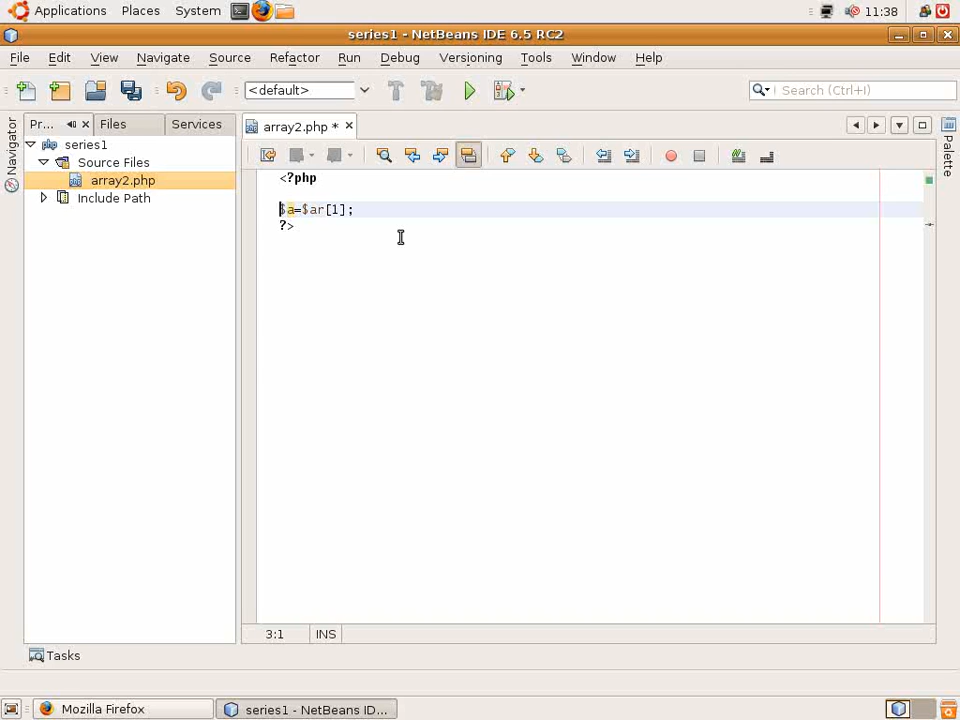 Applications Places System 11:38
series1 - NetBeans IDE 6.5 RC2
File Edit View Navigate Source Refactor Run Debug Versioning Tools Window Help
<default> Search (Ctrl+I)
Navigator
Pr... Files Services
array2.php *
Palette
series1
Source Files
array2.php
Include Path
<?php
$a=$ar[1];
?>
3:1 INS
Tasks
Mozilla Firefox series1 - NetBeans ID...